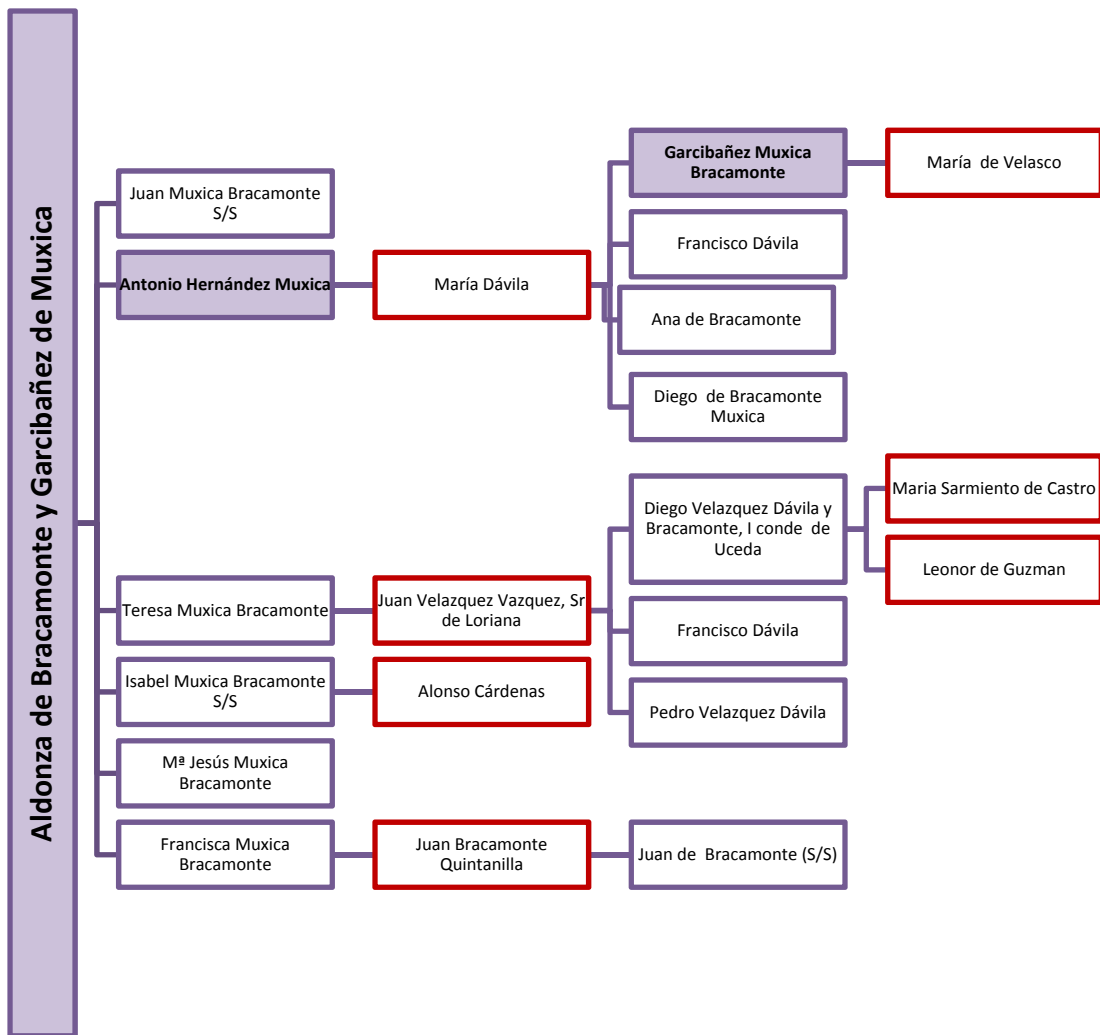 Aldonza de Bracamonte y Garcibañez de Muxica
Juan Muxica Bracamonte
S/S
Antonio Hernández Muxica
María Dávila
Garcibañez Muxica
Bracamonte
María  de Velasco
Francisco Dávila
Ana de Bracamonte
Diego  de Bracamonte
Muxica
Teresa Muxica Bracamonte
Juan Velazquez Vazquez, Sr
de Loriana
Diego Velazquez Dávila y
Bracamonte, I conde  de
Uceda
Maria Sarmiento de Castro
Leonor de Guzman
Francisco Dávila
Pedro Velazquez Dávila
Isabel Muxica Bracamonte
S/S
Alonso Cárdenas
Mª Jesús Muxica
Bracamonte
Francisca Muxica
Bracamonte
Juan Bracamonte
Quintanilla
Juan de  Bracamonte (S/S)